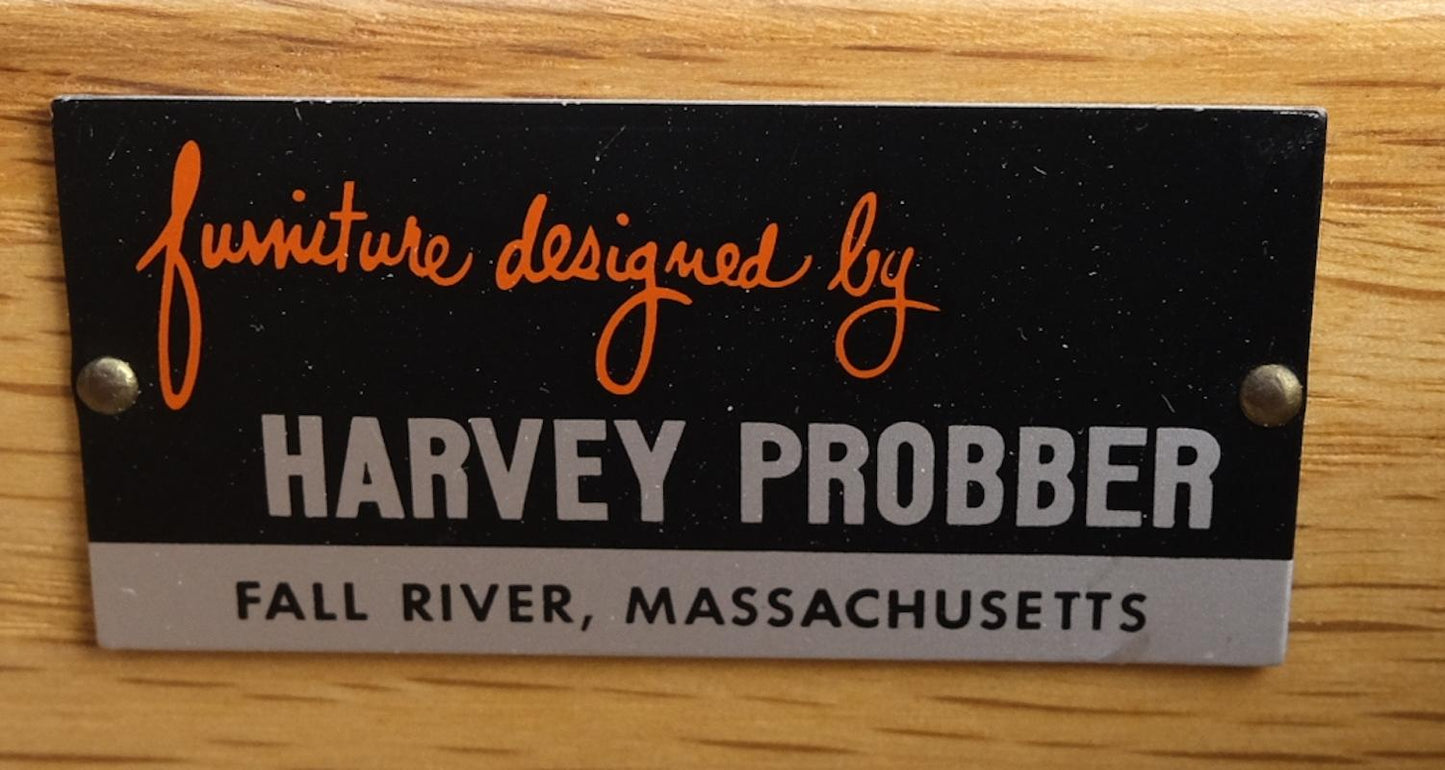 furniture designed by
HARVEY PROBBER
FALL RIVER, MASSACHUSETTS